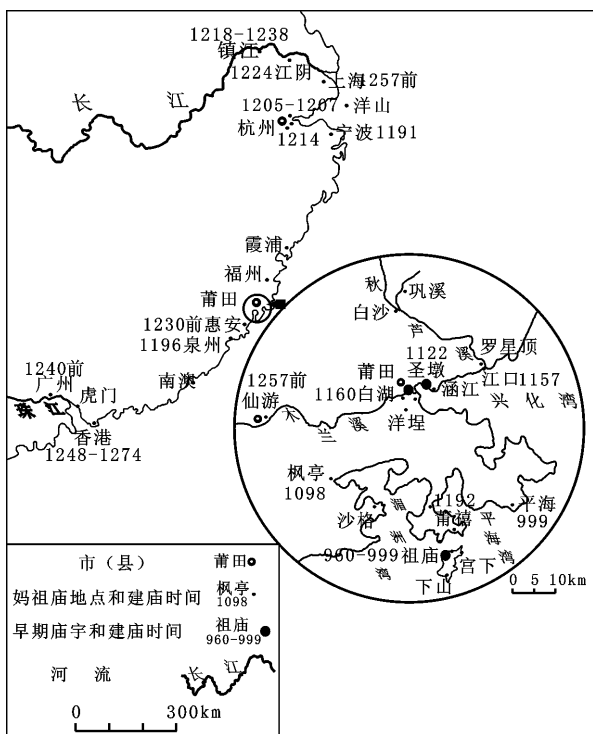 1218-1238
镇江
1224江阴
上海1257前
长江
1205-1207
洋山
杭州
宁波1191
1214
霞浦
福州
莆田
1230前惠安
1196泉州
1240前
广州
虎门
南澳
珠江
香港
1248-1274
秋芦溪
巩溪
白沙
罗星顶
1122
圣墩
莆田
江口1157
1257前
仙游
1160白湖
涵江
兴化湾
木兰溪
洋埕
枫亭
1098
1192
莆禧
平海
999
沙格
湄洲湾
平海湾
960-999祖庙
宫下
下山
0 5 10km
市（县）
莆田
妈祖庙地点和建庙时间
枫亭
1098
早期庙宇和建庙时间
祖庙
960-999
河流
长江
0 300km